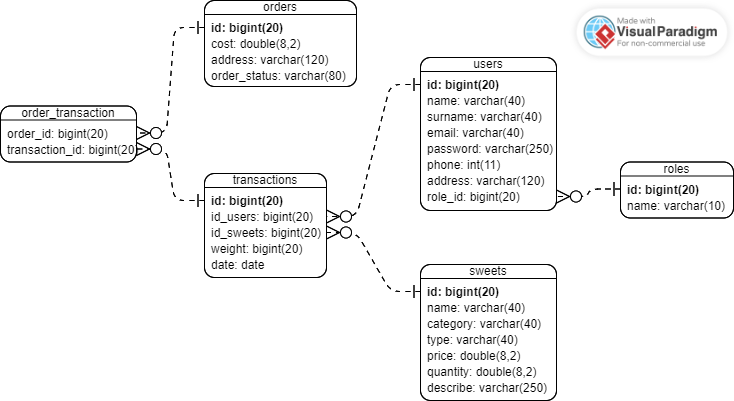 orders
id: bigint(20)
cost: double(8,2)
address: varchar(120)
order_status: varchar(80)
Made with
VisualParadigm
For non-commercial use
users
id: bigint(20)
name: varchar(40)
surname: varchar(40)
email: varchar(40)
password: varchar(250)
phone: int(11)
address: varchar(120)
role_id: bigint(20)
order_transaction
order_id: bigint(20)
transaction_id: bigint(20)
transactions
id: bigint(20)
id_users: bigint(20)
id_sweets: bigint(20)
weight: bigint(20)
date: date
roles
id: bigint(20)
name: varchar(10)
sweets
id: bigint(20)
name: varchar(40)
category: varchar(40)
type: varchar(40)
price: double(8,2)
quantity: double(8,2)
describe: varchar(250)